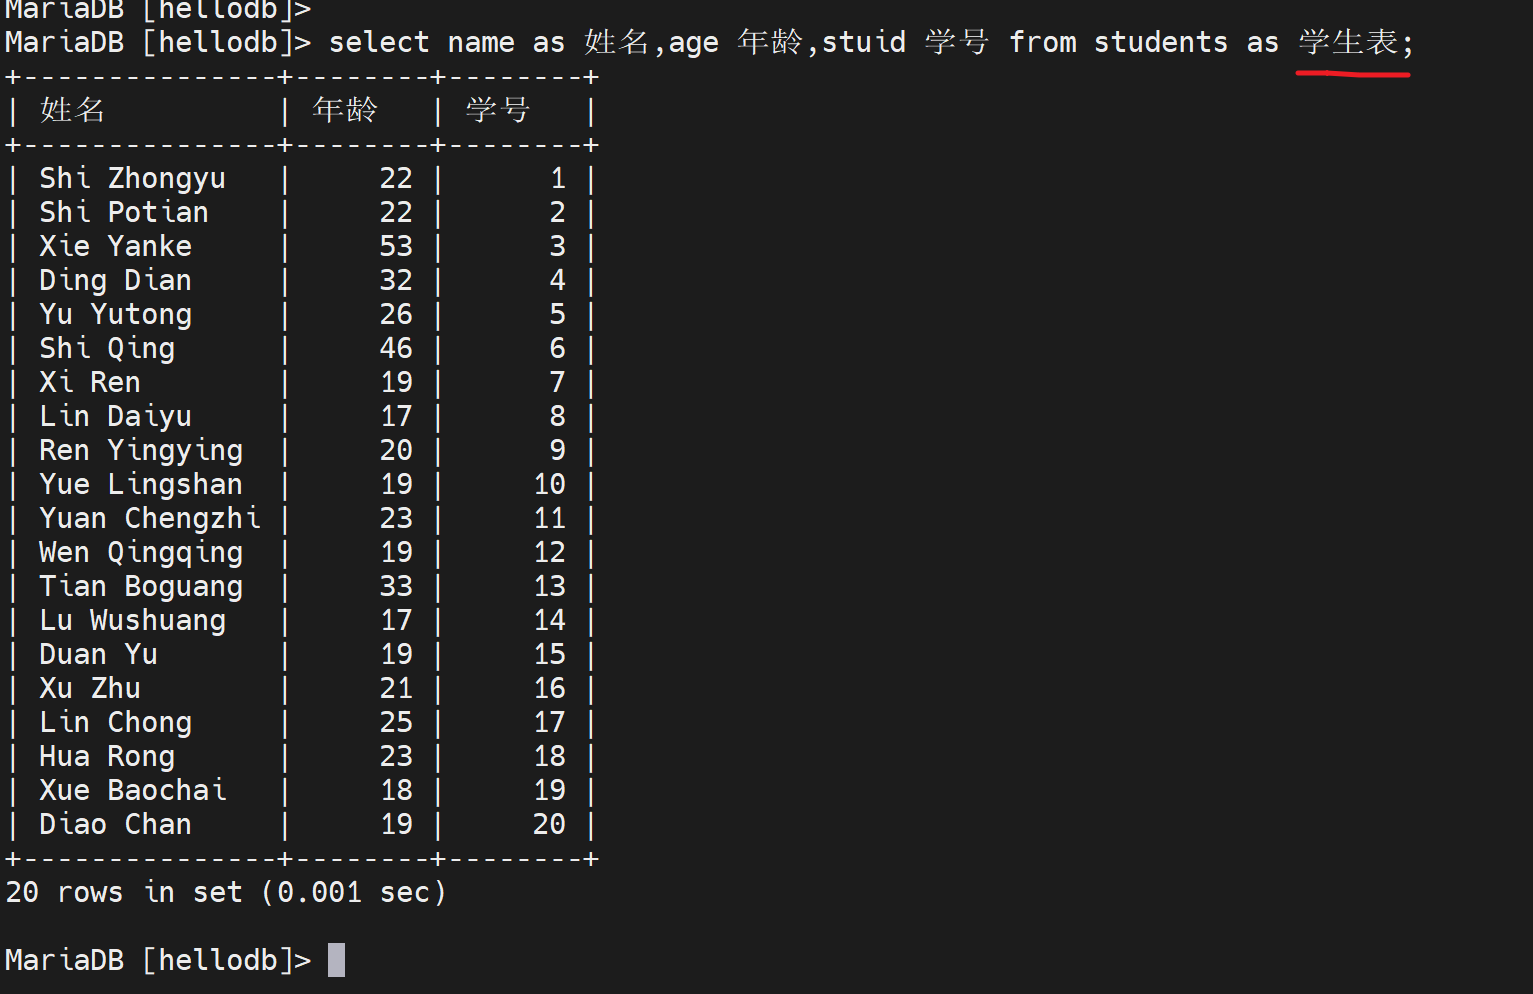 MariaDB [hellodb]>
MariaDB [hellodb]> select name as 姓名,age 年龄,stuid 学号 from students as 学生表;
+---------------+--------+--------+
| 姓名          | 年龄   | 学号   |
+---------------+--------+--------+
| Shi Zhongyu   |     22 |      1 |
| Shi Potian    |     22 |      2 |
| Xie Yanke     |     53 |      3 |
| Ding Dian     |     32 |      4 |
| Yu Yutong     |     26 |      5 |
| Shi Qing      |     46 |      6 |
| Xi Ren        |     19 |      7 |
| Lin Daiyu     |     17 |      8 |
| Ren Yingying  |     20 |      9 |
| Yue Lingshan  |     19 |     10 |
| Yuan Chengzhi |     23 |     11 |
| Wen Qingqing  |     19 |     12 |
| Tian Boguang  |     33 |     13 |
| Lu Wushuang   |     17 |     14 |
| Duan Yu       |     19 |     15 |
| Xu Zhu        |     21 |     16 |
| Lin Chong     |     25 |     17 |
| Hua Rong      |     23 |     18 |
| Xue Baochai   |     18 |     19 |
| Diao Chan     |     19 |     20 |
+---------------+--------+--------+
20 rows in set (0.001 sec)
MariaDB [hellodb]>